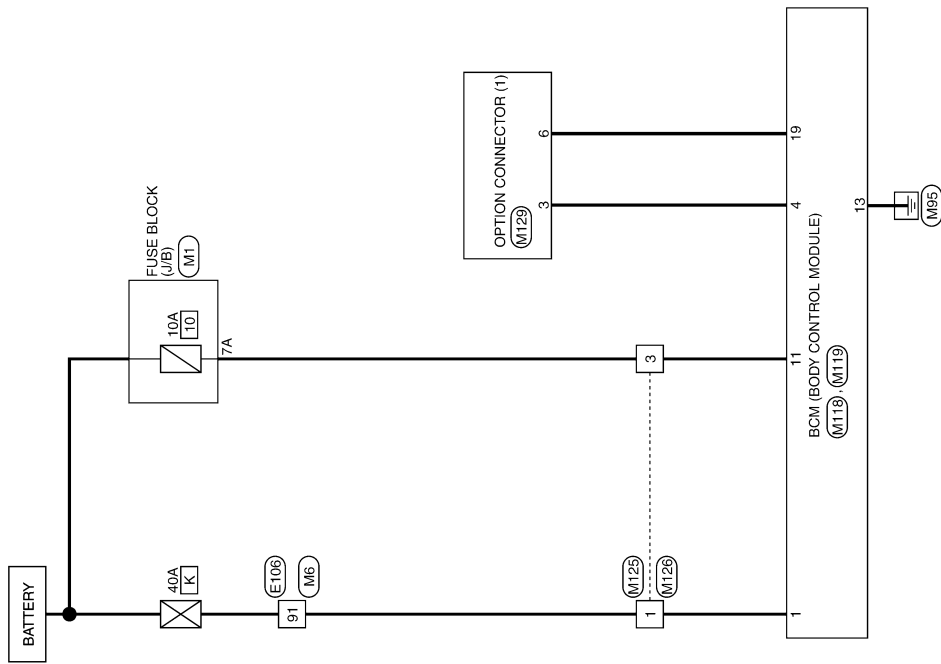 BATTERY
40A
K
E106
91
M6
M125
1
M126
1
FUSE BLOCK
(J/B)
M1
10A
10
7A
3
11
OPTION CONNECTOR (1)
M129
3
6
4
19
BCM (BODY CONTROL MODULE)
M118 , M119
13
M95